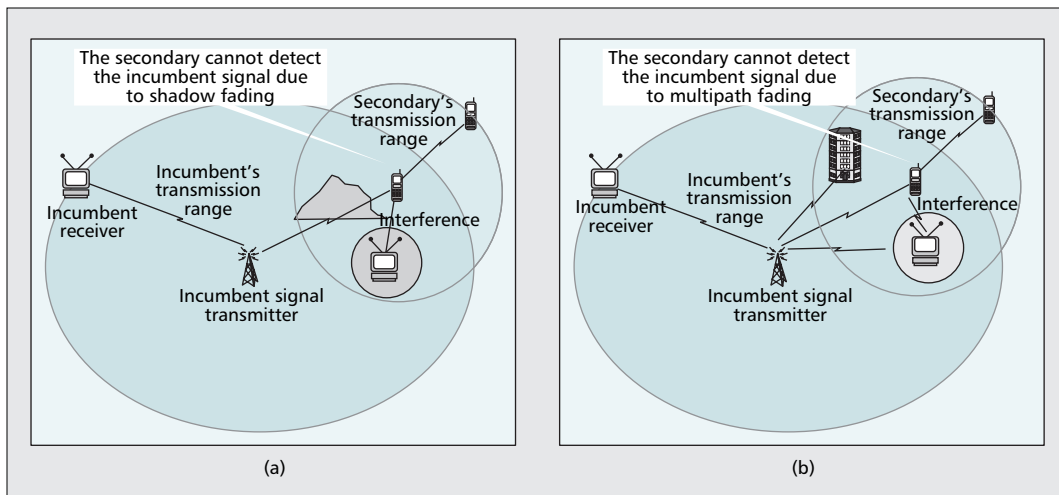 The secondary cannot detect
the incumbent signal due
to shadow fading
Secondary's
transmission
range
Incumbent's
transmission
range
Incumbent
receiver
Interference
Incumbent signal
transmitter
(a)
The secondary cannot detect
the incumbent signal due
to multipath fading
Secondary's
transmission
range
Incumbent's
transmission
range
Incumbent
receiver
Interference
Incumbent signal
transmitter
(b)